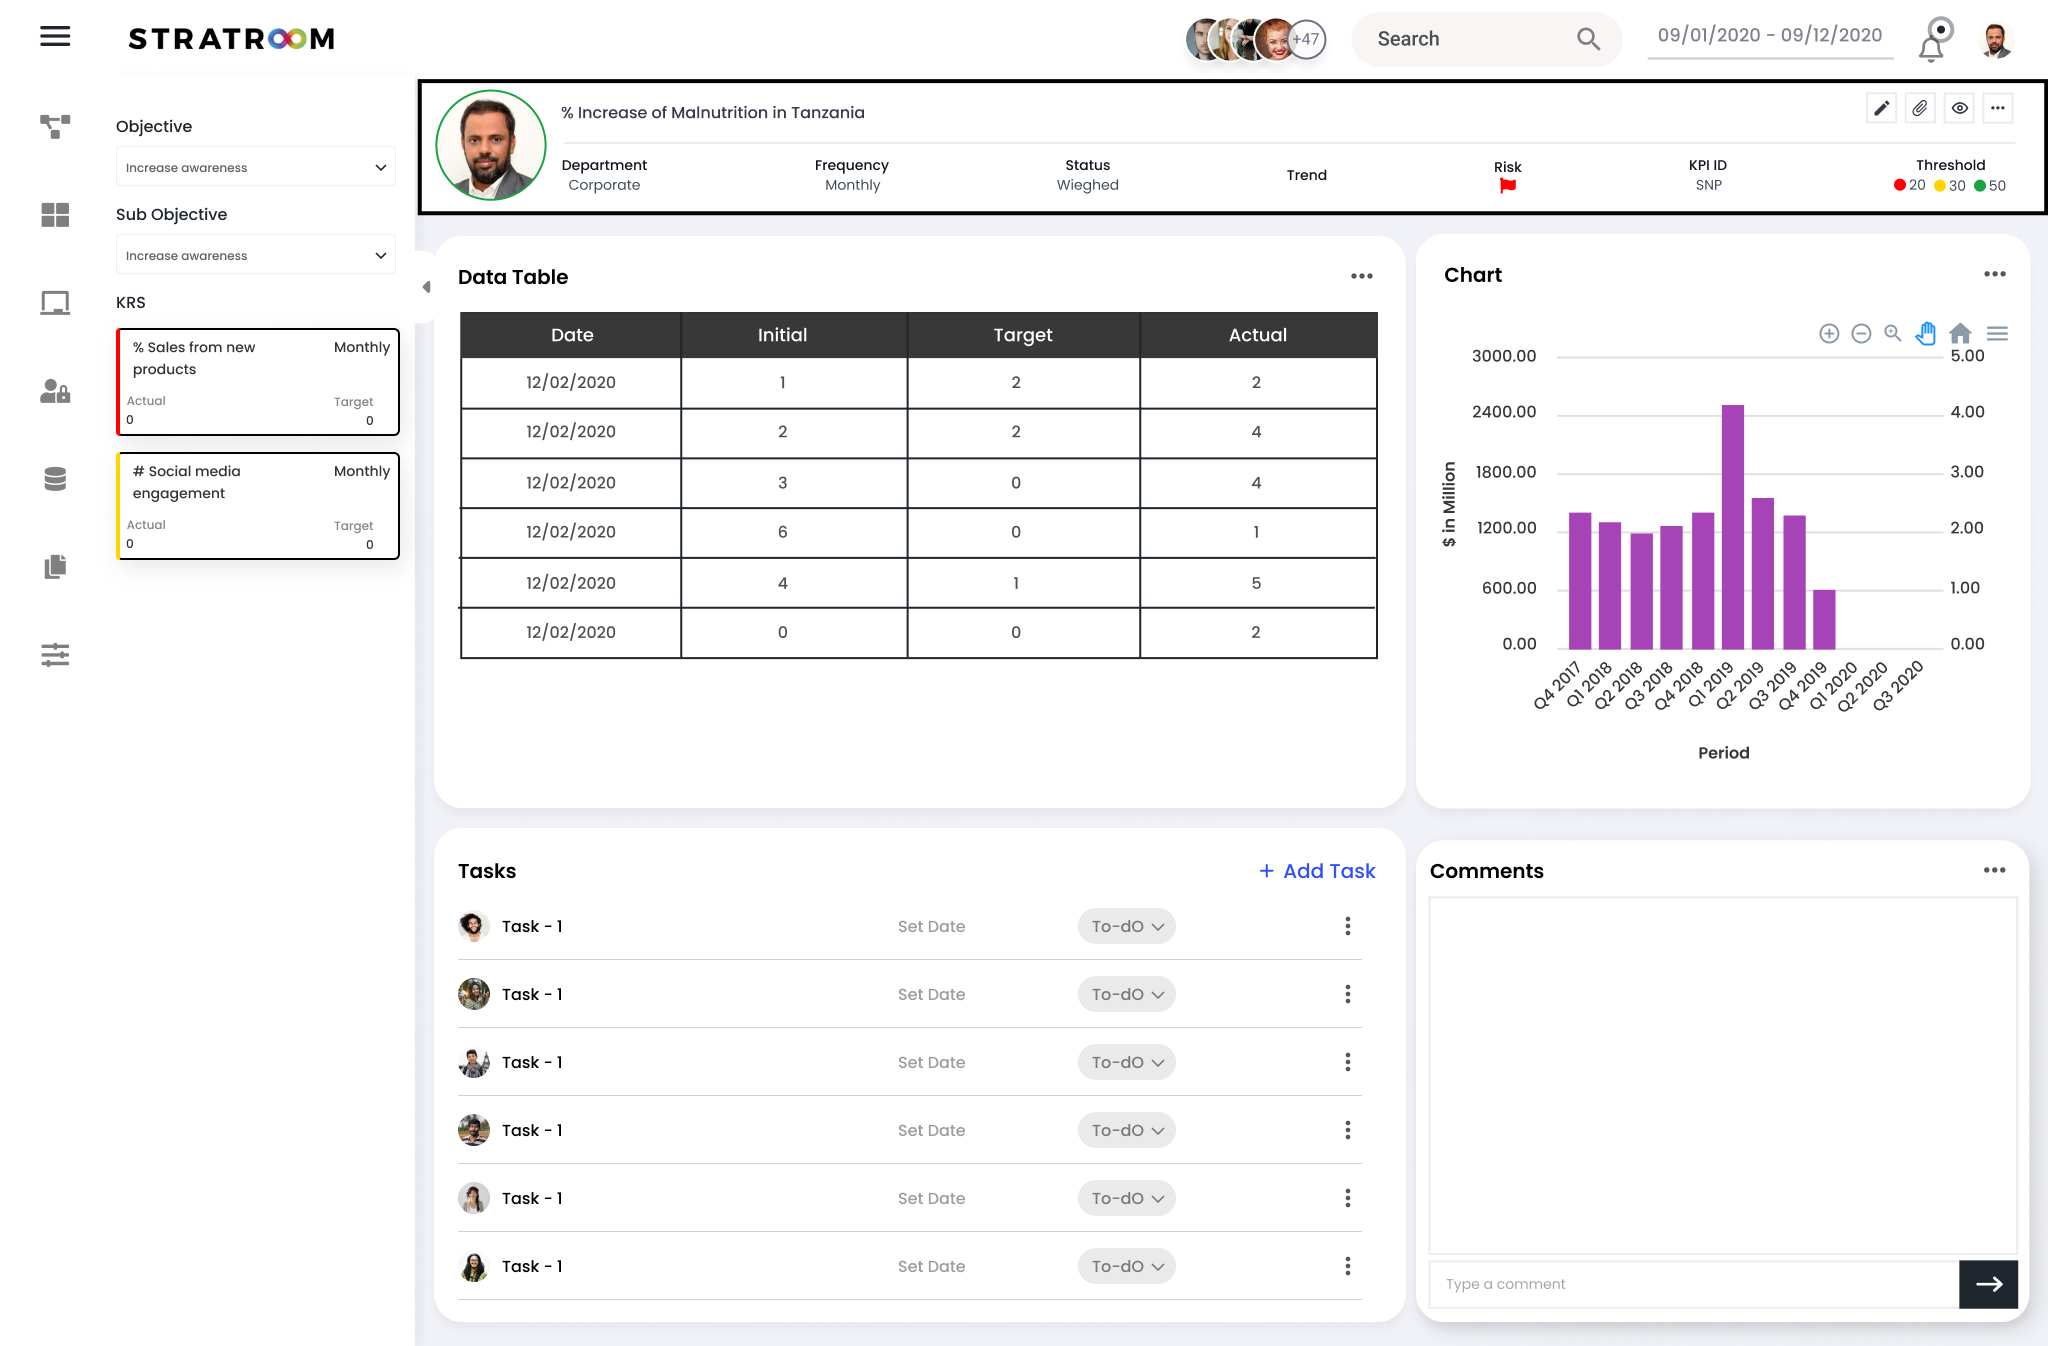 STRATROOM
+47
Search
09/01/2020 - 09/12/2020
Objective
Increase awareness
Sub Objective
Increase awareness
KRS
% Sales from new products
Monthly
Actual
Target
0
0
# Social media engagement
Monthly
Actual
Target
0
0
% Increase of Malnutrition in Tanzania
Department
Corporate
Frequency
Monthly
Status
Wieghed
Trend
Risk
KPI ID
SNP
Threshold
20 30 50
Data Table
Date Initial Target Actual
12/02/2020 1 2 2
12/02/2020 2 2 4
12/02/2020 3 0 4
12/02/2020 6 0 1
12/02/2020 4 1 5
12/02/2020 0 0 2
Chart
3000.00 5.00
2400.00 4.00
1800.00 3.00
1200.00 2.00
600.00 1.00
0.00 0.00
$ in Million
Q4 2017 Q1 2018 Q2 2018 Q3 2018 Q4 2018 Q1 2019 Q2 2019 Q3 2019 Q4 2019 Q1 2020 Q2 2020 Q3 2020
Period
Tasks
+ Add Task
Task - 1 Set Date To-dO
Task - 1 Set Date To-dO
Task - 1 Set Date To-dO
Task - 1 Set Date To-dO
Task - 1 Set Date To-dO
Task - 1 Set Date To-dO
Comments
Type a comment